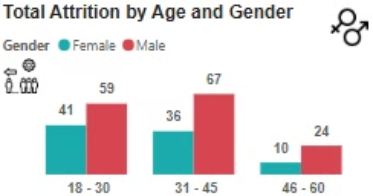 Total Attrition by Age and Gender
Gender Female Male
41 59 36 67 10 24
18 - 30 31 - 45 46 - 60